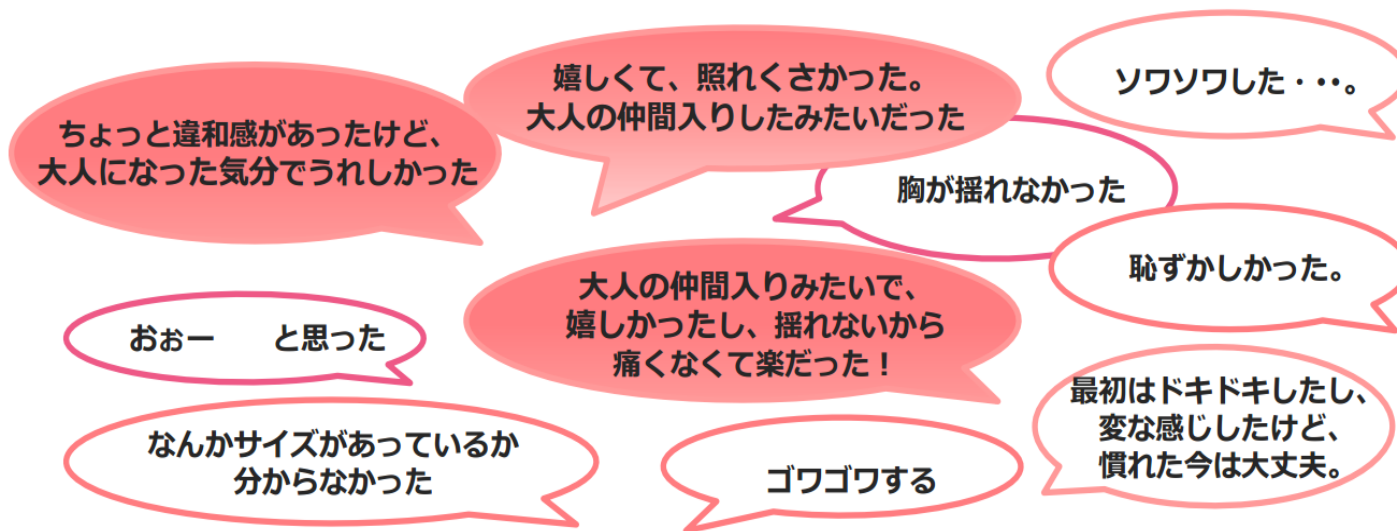 嬉しくて、照れくさかった。
大人の仲間入りしたみたいだった
ソワソワした・・・。
ちょっと違和感があったけど、
大人になった気分でうれしかった
胸が揺れなかった
恥ずかしかった。
大人の仲間入りみたいで、
嬉しかったし、揺れないから
痛くなくて楽だった！
おぉー　　と思った
最初はドキドキしたし、
変な感じしたけど、
慣れた今は大丈夫。
なんかサイズがあっているか
分からなかった
ゴワゴワする